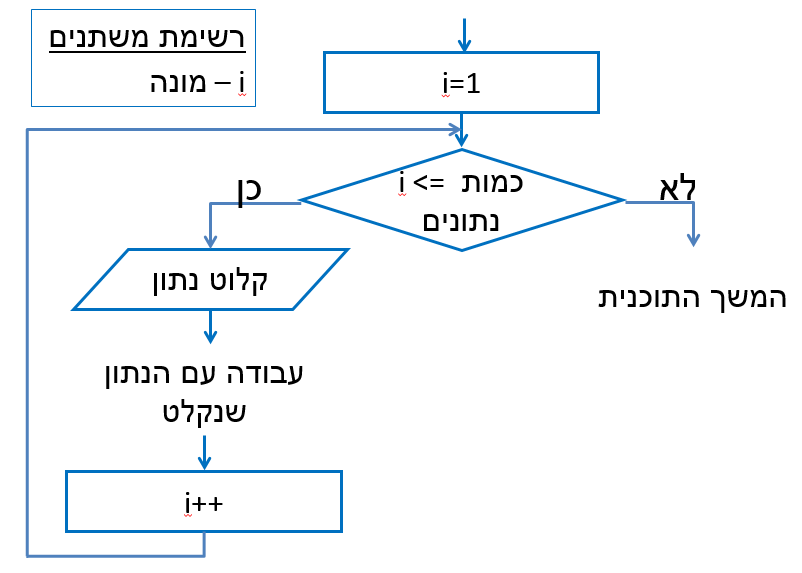 רשימת משתנים
i – מונה
i=1
i <= כמות
נתונים
כן
לא
קלוט נתון
המשך התוכנית
עבודה עם הנתון
שנקלט
i++